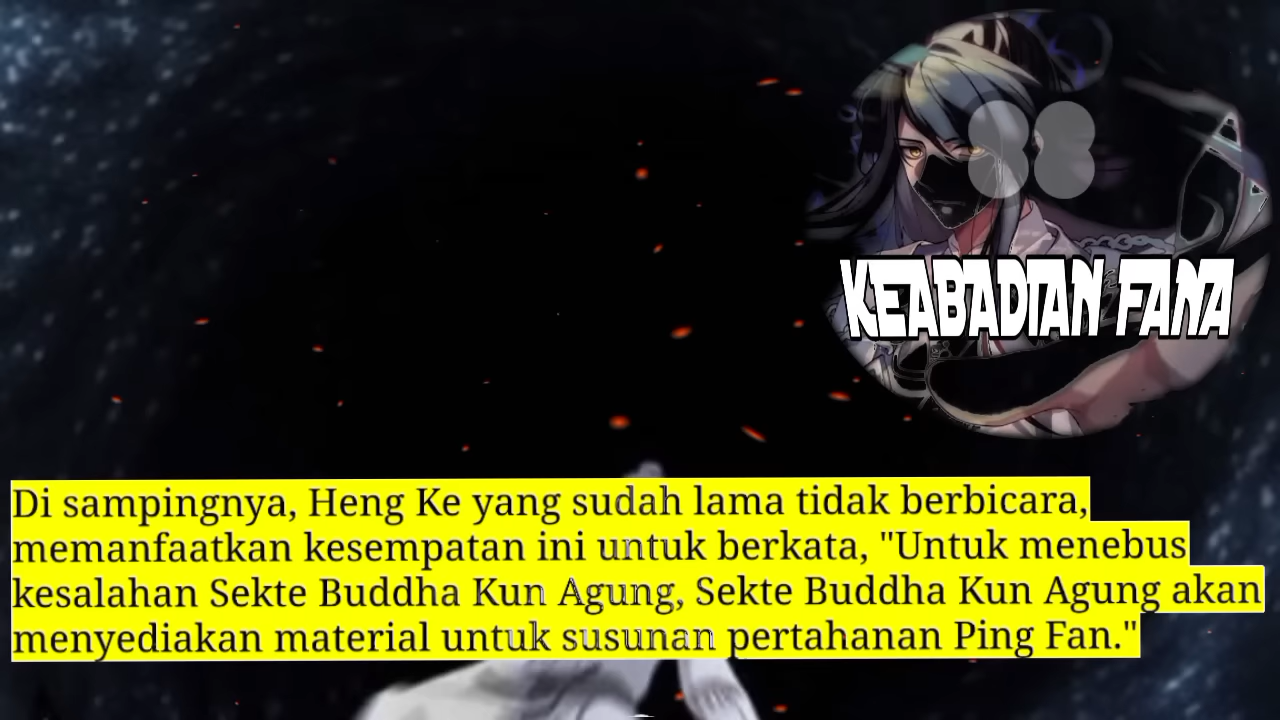 KEABADIAN FANA
Di sampingnya, Heng Ke yang sudah lama tidak berbicara,
memanfaatkan kesempatan ini untuk berkata, "Untuk menebus
kesalahan Sekte Buddha Kun Agung, Sekte Buddha Kun Agung akan
menyediakan material untuk susunan pertahanan Ping Fan."